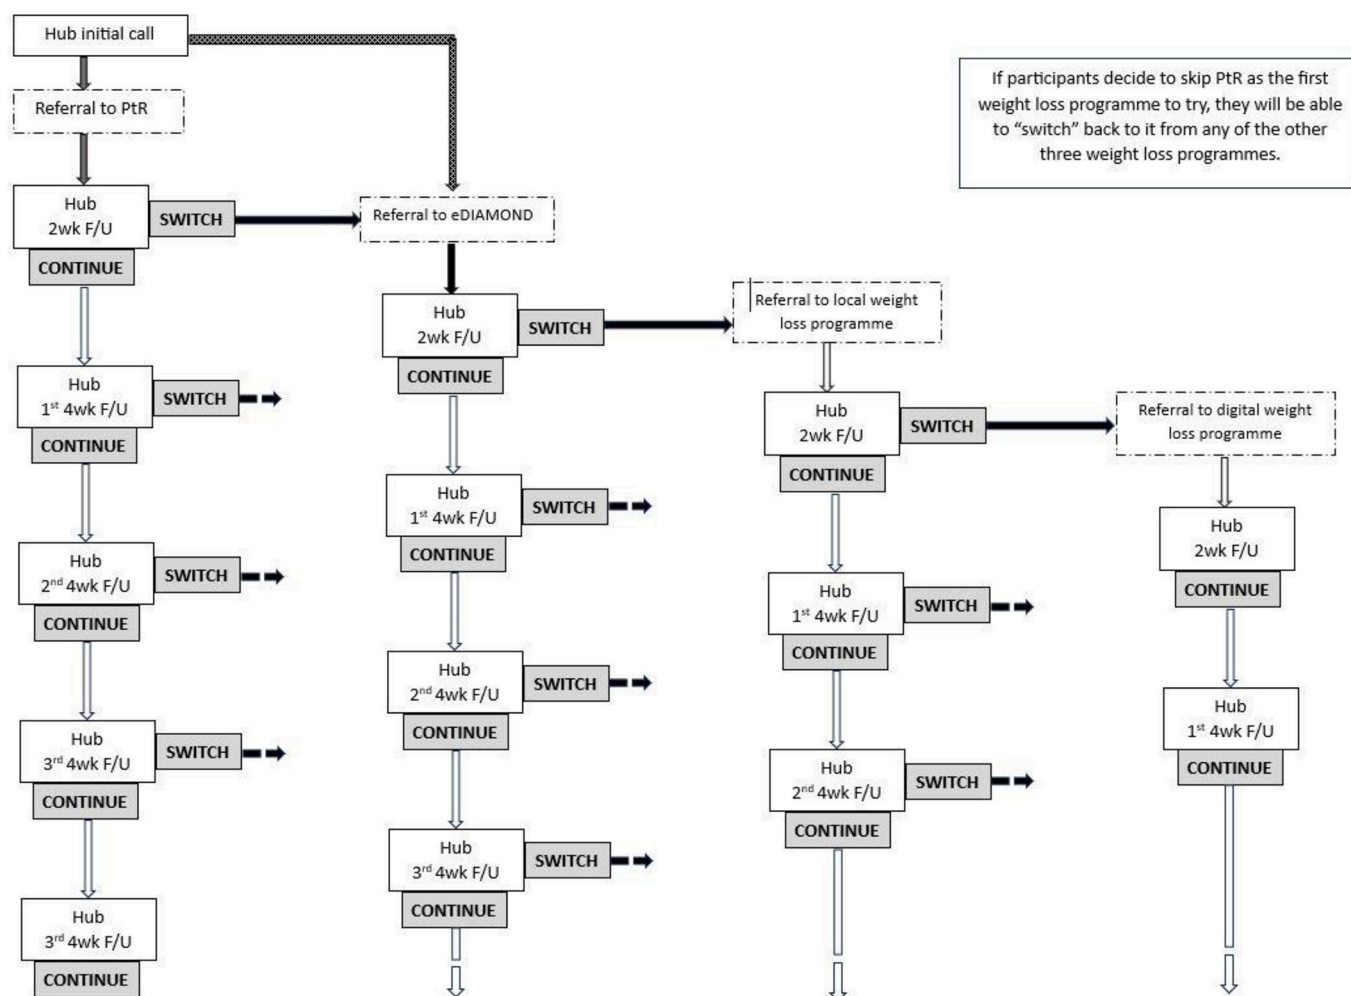 Hub initial call
If participants decide to skip PtR as the first
weight loss programme to try, they will be able
to “switch” back to it from any of the other
three weight loss programmes.
Referral to PtR
Hub
2wk F/U
SWITCH
CONTINUE
Hub
1st 4wk F/U
SWITCH
CONTINUE
Hub
2nd 4wk F/U
SWITCH
CONTINUE
Hub
3rd 4wk F/U
SWITCH
CONTINUE
Hub
3rd 4wk F/U
CONTINUE
Referral to eDIAMOND
Hub
2wk F/U
SWITCH
CONTINUE
Hub
1st 4wk F/U
SWITCH
CONTINUE
Hub
2nd 4wk F/U
SWITCH
CONTINUE
Hub
3rd 4wk F/U
SWITCH
CONTINUE
Referral to local weight
loss programme
Hub
2wk F/U
SWITCH
CONTINUE
Hub
1st 4wk F/U
SWITCH
CONTINUE
Hub
2nd 4wk F/U
SWITCH
CONTINUE
Referral to digital weight
loss programme
Hub
2wk F/U
CONTINUE
Hub
1st 4wk F/U
CONTINUE